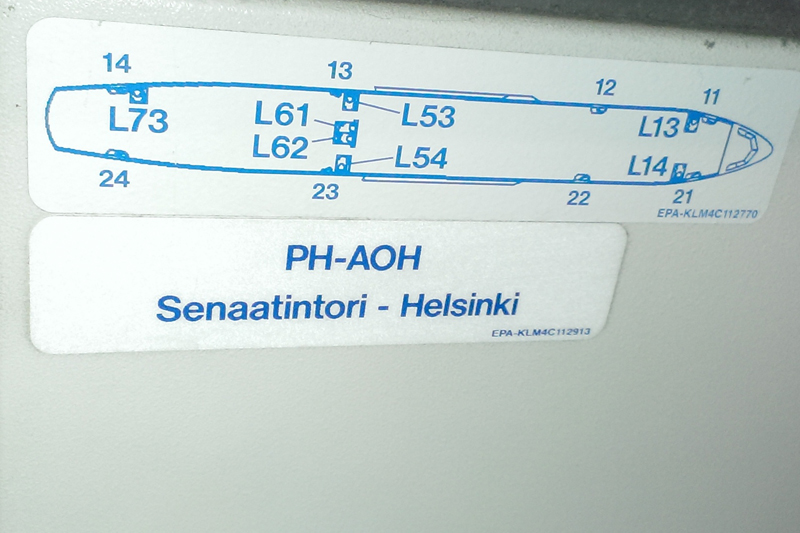 14 13 12 11
L73 L61 L53 L13
L62 L54 L14
24 23 22 21
EPA-KLM4C112770
PH-AOH
Senaatintori - Helsinki
EPA-KLM4C112913